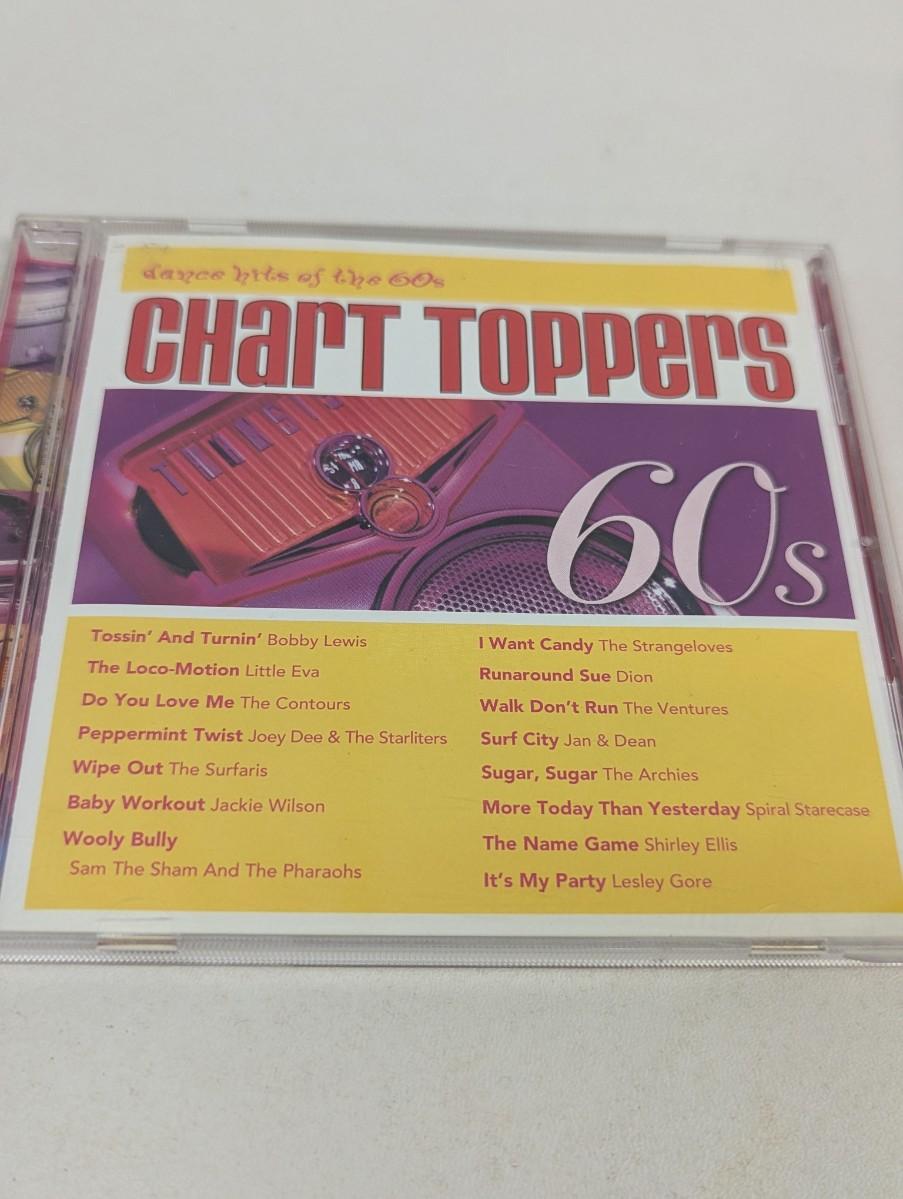 dance hits of the 60s
CHarT TOPPerS
TRANSIS
60s
Tossin' And Turnin' Bobby Lewis
The Loco-Motion Little Eva
Do You Love Me The Contours
Peppermint Twist Joey Dee & The Starliters
Wipe Out The Surfaris
Baby Workout Jackie Wilson
Wooly Bully
Sam The Sham And The Pharaohs
I Want Candy The Strangeloves
Runaround Sue Dion
Walk Don't Run The Ventures
Surf City Jan & Dean
Sugar, Sugar The Archies
More Today Than Yesterday Spiral Starecase
The Name Game Shirley Ellis
It's My Party Lesley Gore